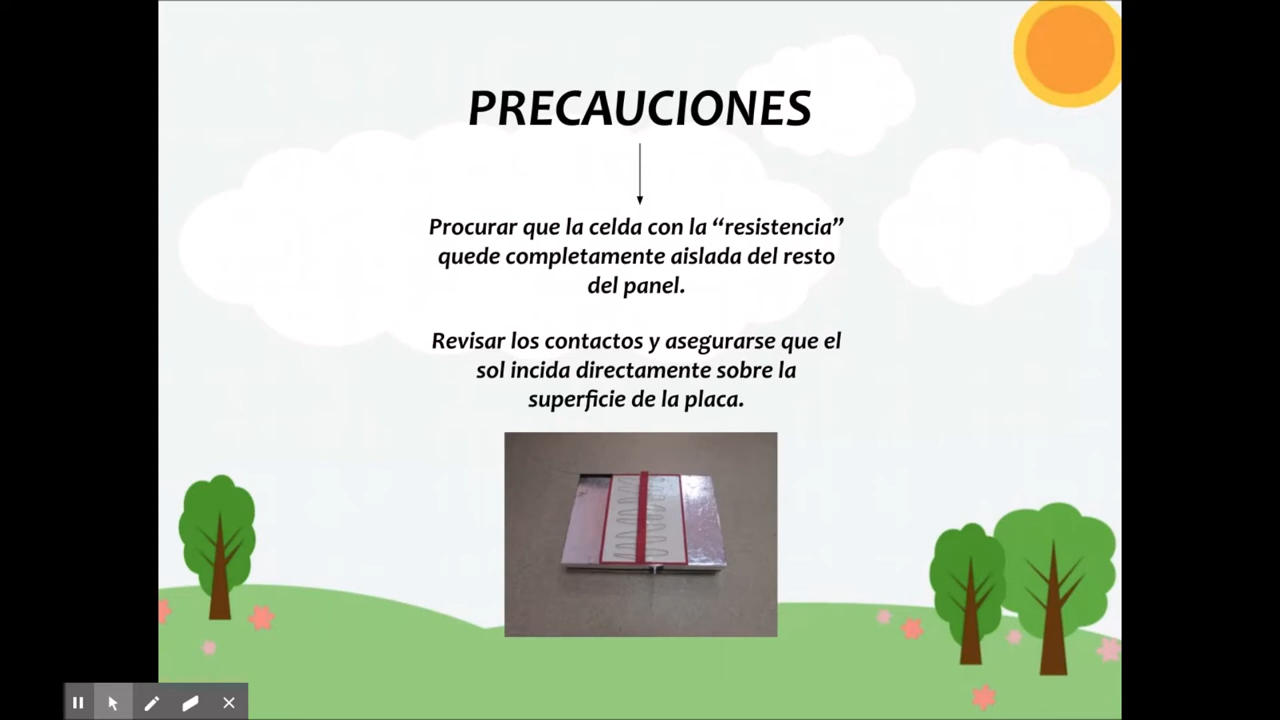 PRECAUCIONES
Procurar que la celda con la “resistencia”
quede completamente aislada del resto
del panel.
Revisar los contactos y asegurarse que el
sol incida directamente sobre la
superficie de la placa.